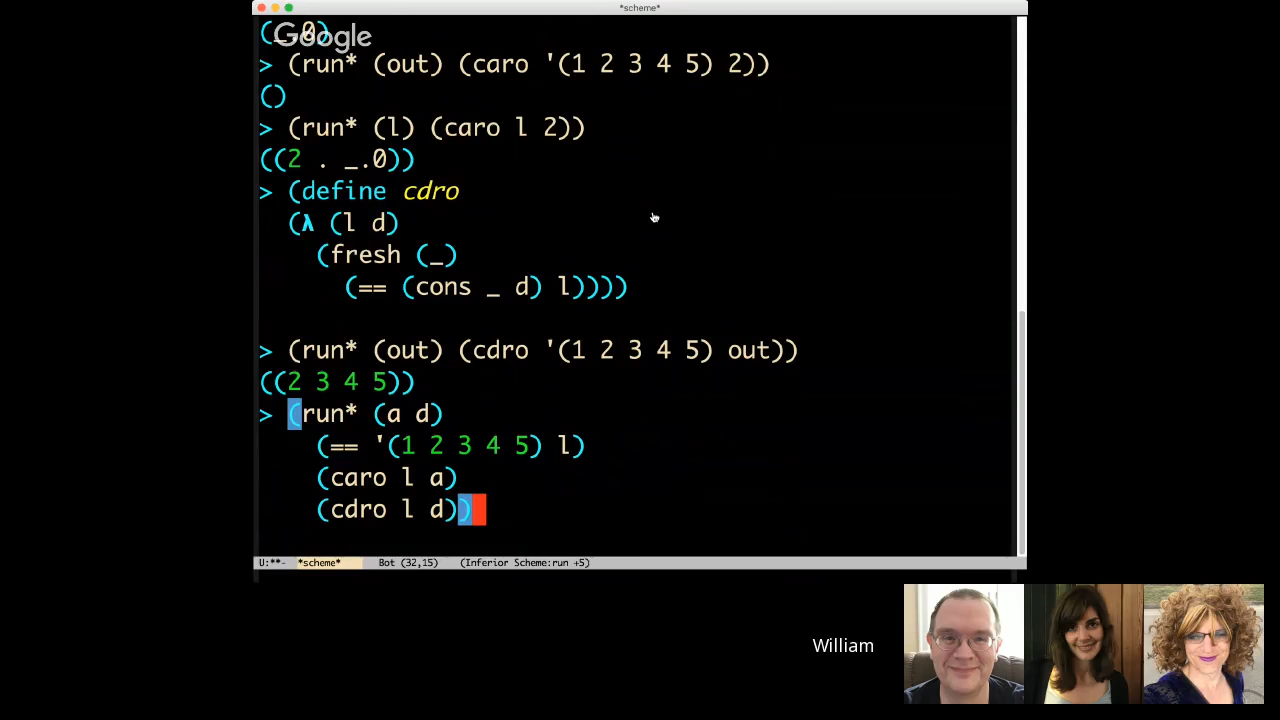 *scheme*
(_.0)
Google
> (run* (out) (caro '(1 2 3 4 5) 2))
()
> (run* (l) (caro l 2))
((2 . _.0))
> (define cdro
(λ (l d)
(fresh (_)
(== (cons _ d) l))))
> (run* (out) (cdro '(1 2 3 4 5) out))
((2 3 4 5))
> (run* (a d)
(== '(1 2 3 4 5) l)
(caro l a)
(cdro l d))
U:**- *scheme* Bot (32,15) (Inferior Scheme:run +5)
William